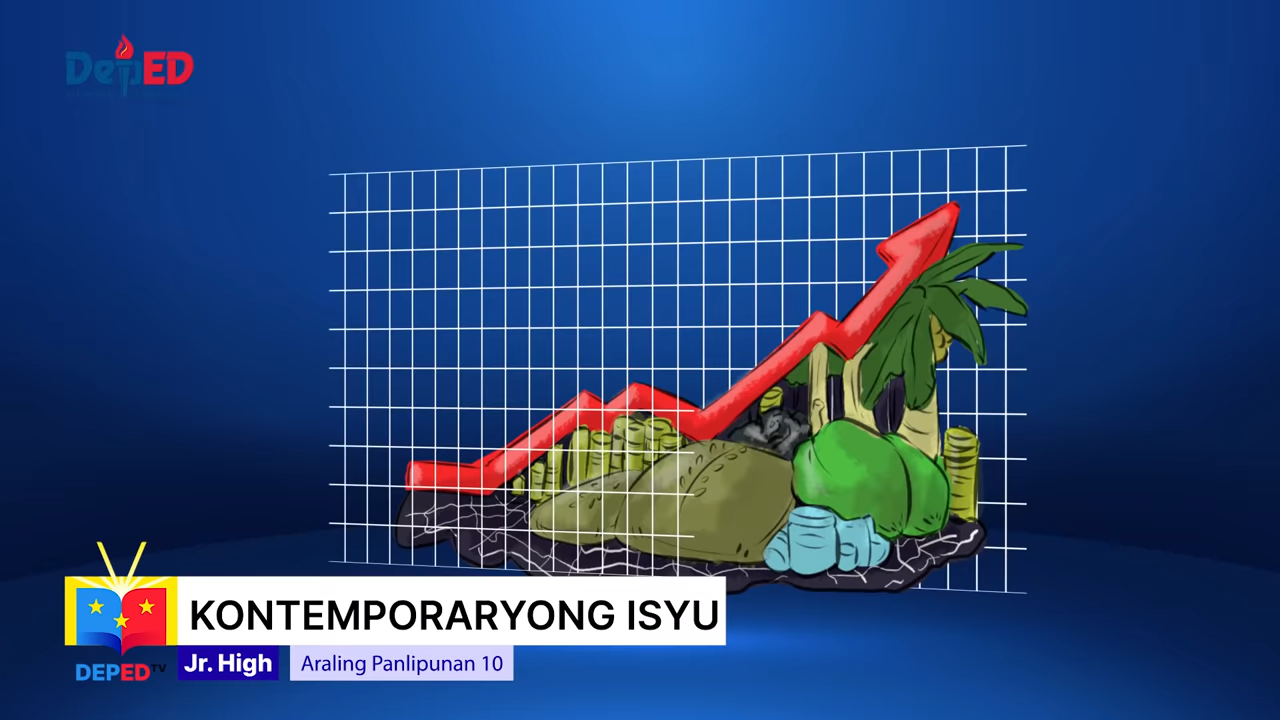 DepED
KONTEMPORARYONG ISYU
DEPED TV
Jr. High
Araling Panlipunan 10